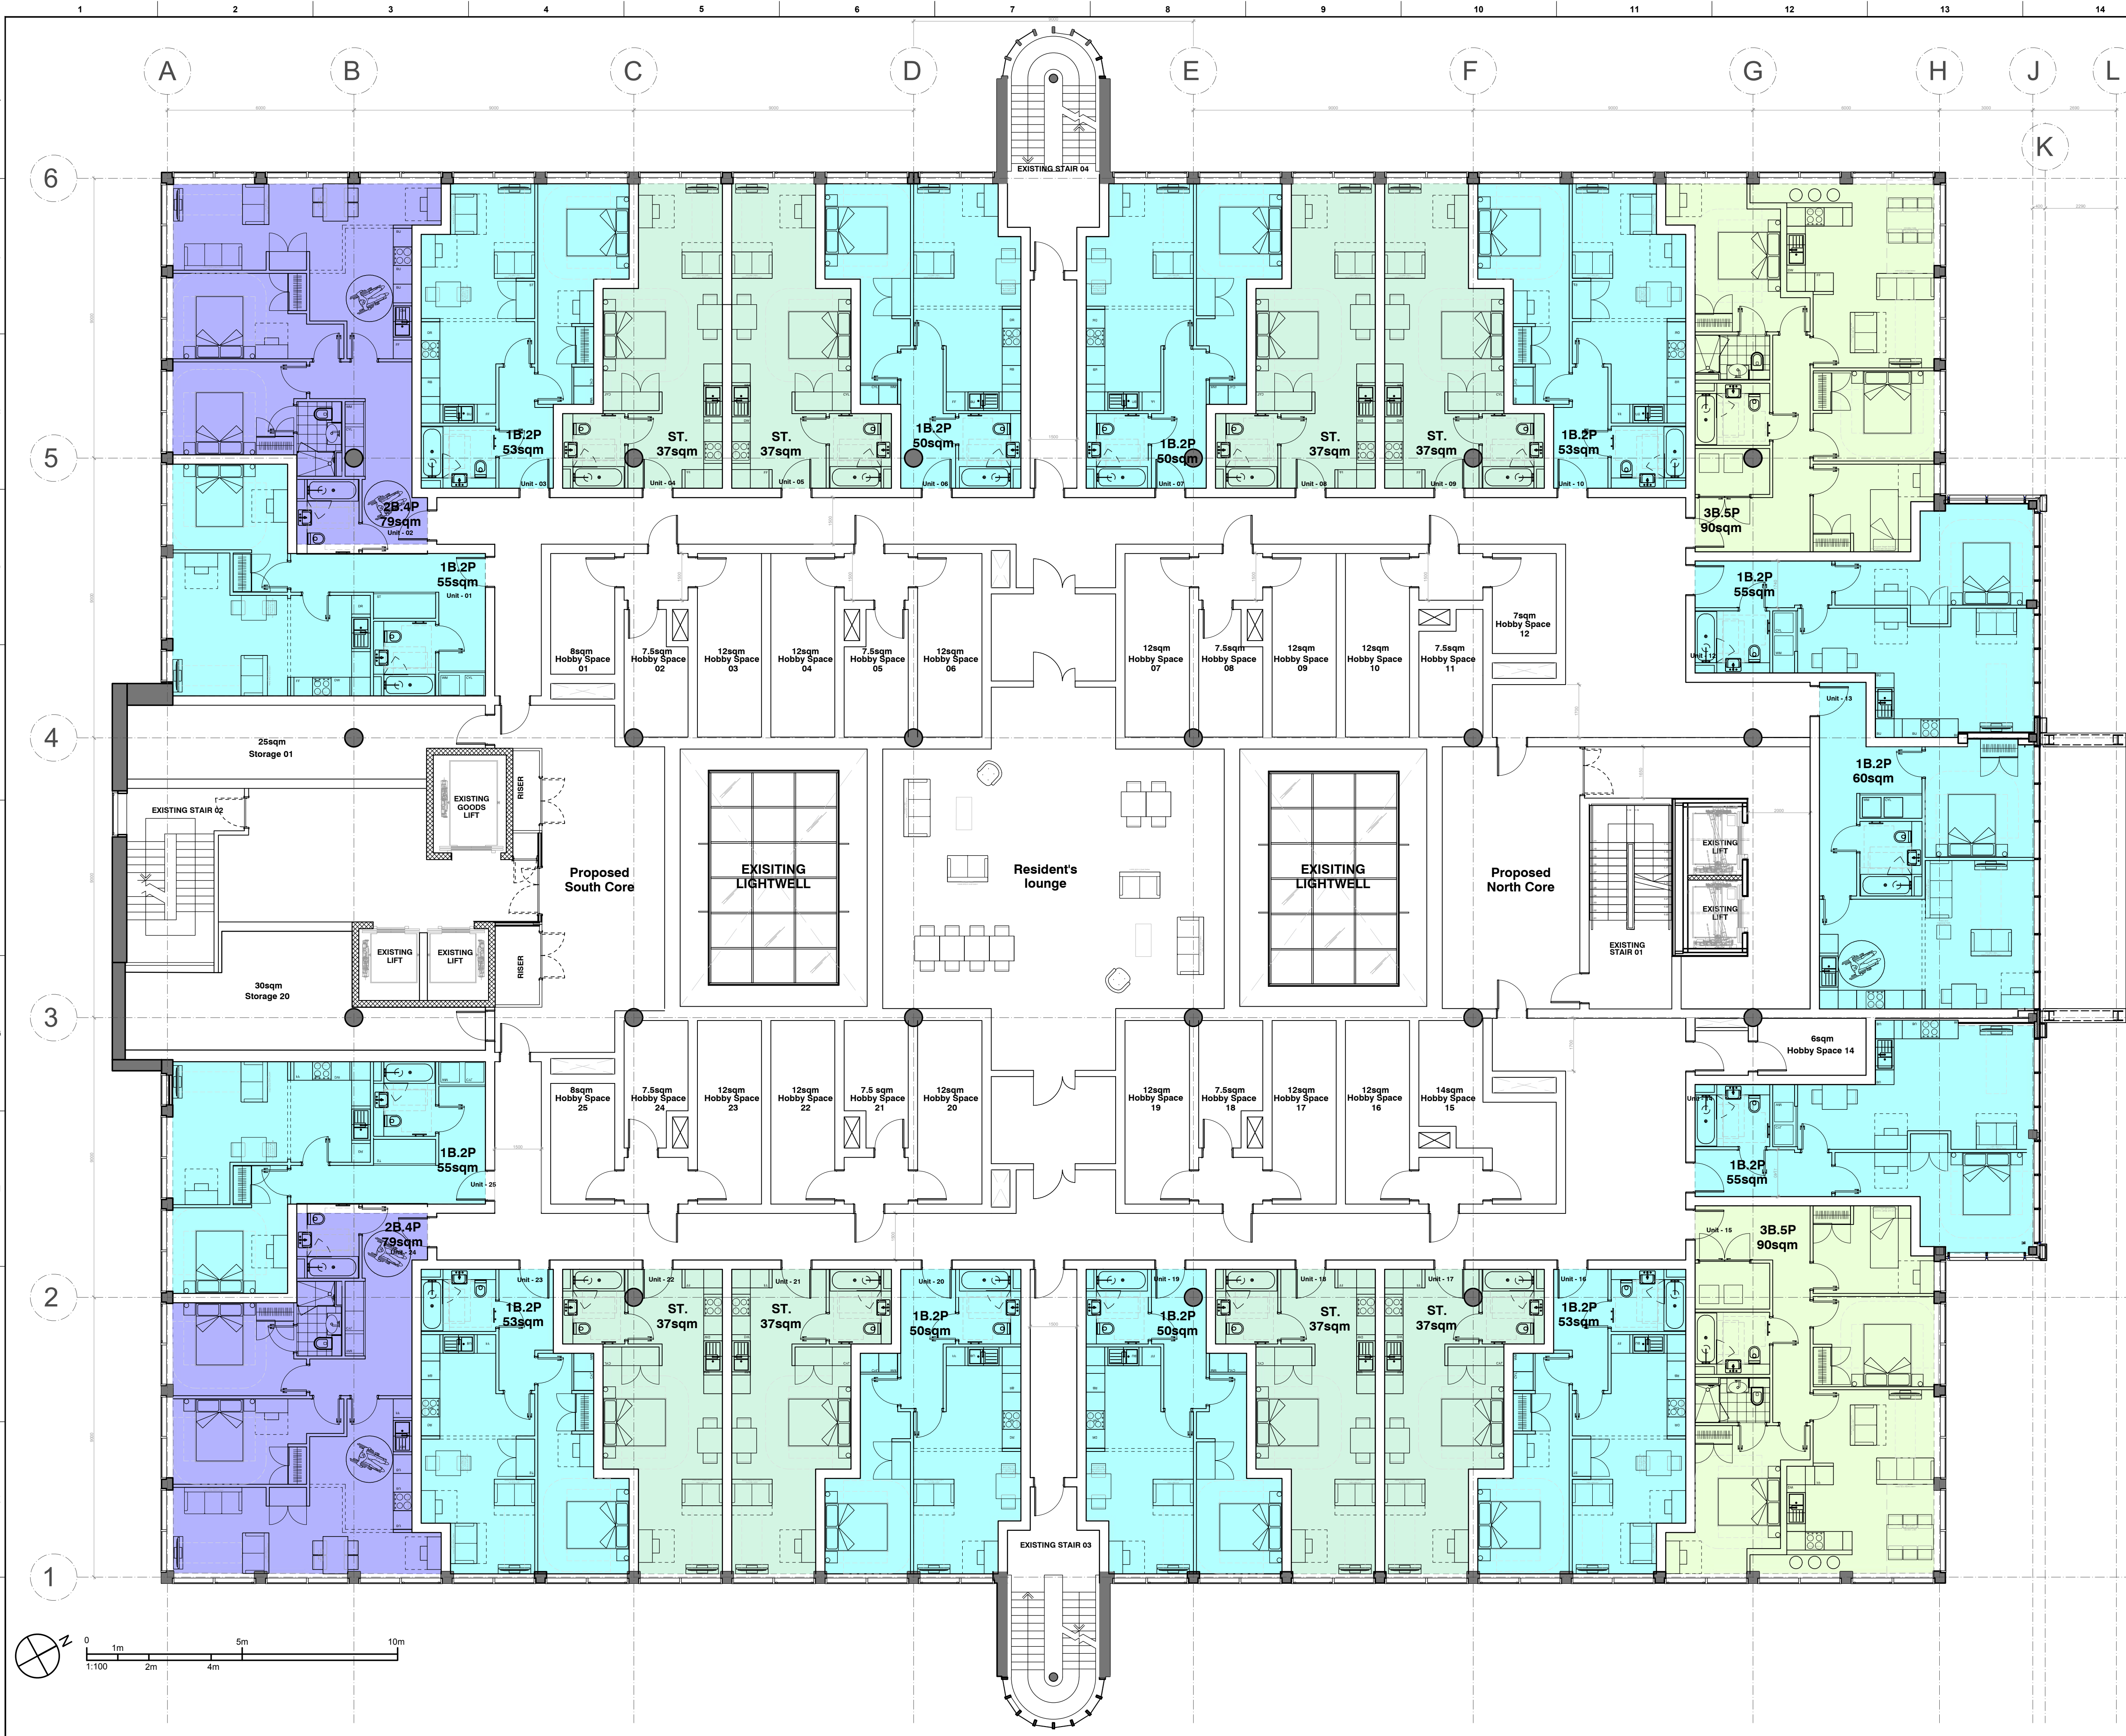 1 2 3 4 5 6 7 8 9 10 11 12 13 14
A B C D E F G H J L
K
6
EXISTING STAIR 04
5
1B.2P
53sqm
Unit - 03
ST.
37sqm
Unit - 04
ST.
37sqm
Unit - 05
1B.2P
50sqm
Unit - 06
1B.2P
50sqm
Unit - 07
ST.
37sqm
Unit - 08
ST.
37sqm
Unit - 09
1B.2P
53sqm
Unit - 10
2B.4P
79sqm
Unit - 02
3B.5P
90sqm
1B.2P
55sqm
Unit - 01
1B.2P
55sqm
Unit - 12
8sqm
Hobby Space
01
7.5sqm
Hobby Space
02
12sqm
Hobby Space
03
12sqm
Hobby Space
04
7.5sqm
Hobby Space
05
12sqm
Hobby Space
06
12sqm
Hobby Space
07
7.5sqm
Hobby Space
08
12sqm
Hobby Space
09
12sqm
Hobby Space
10
7.5sqm
Hobby Space
11
7sqm
Hobby Space
12
Unit - 13
4
25sqm
Storage 01
1B.2P
60sqm
EXISTING STAIR 02
EXISTING
GOODS
LIFT
RISER
Proposed
South Core
EXISITING
LIGHTWELL
Resident's
lounge
EXISITING
LIGHTWELL
Proposed
North Core
EXISTING
LIFT
EXISTING
LIFT
EXISTING
STAIR 01
EXISTING
LIFT
EXISTING
LIFT
RISER
30sqm
Storage 20
3
6sqm
Hobby Space 14
8sqm
Hobby Space
25
7.5sqm
Hobby Space
24
12sqm
Hobby Space
23
12sqm
Hobby Space
22
7.5 sqm
Hobby Space
21
12sqm
Hobby Space
20
12sqm
Hobby Space
19
7.5sqm
Hobby Space
18
12sqm
Hobby Space
17
12sqm
Hobby Space
16
14sqm
Hobby Space
15
1B.2P
55sqm
Unit - 25
1B.2P
55sqm
2B.4P
79sqm
Unit - 24
Unit - 15
3B.5P
90sqm
2
Unit - 23
1B.2P
53sqm
Unit - 22
ST.
37sqm
Unit - 21
ST.
37sqm
Unit - 20
1B.2P
50sqm
Unit - 19
1B.2P
50sqm
Unit - 18
ST.
37sqm
Unit - 17
ST.
37sqm
Unit - 16
1B.2P
53sqm
EXISTING STAIR 03
1
N
0 1m 5m 10m
1:100 2m 4m